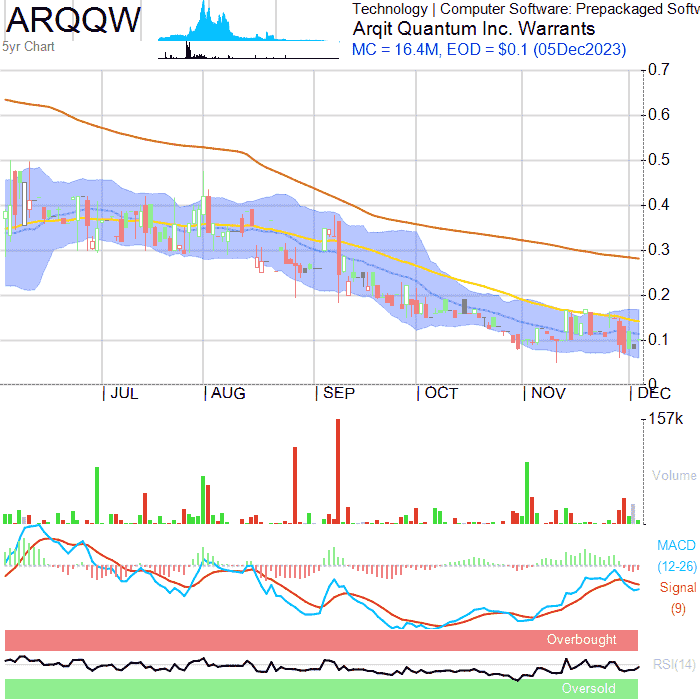 ARQQW
5yr Chart
Technology | Computer Software: Prepackaged Softw
Arqit Quantum Inc. Warrants
MC = 16.4M, EOD = $0.1 (05Dec2023)
0.7
0.6
0.5
0.4
0.3
0.2
0.1
0
JUL
AUG
SEP
OCT
NOV
DEC
157k
Volume
MACD
(12-26)
Signal
(9)
Overbought
RSI(14)
Oversold